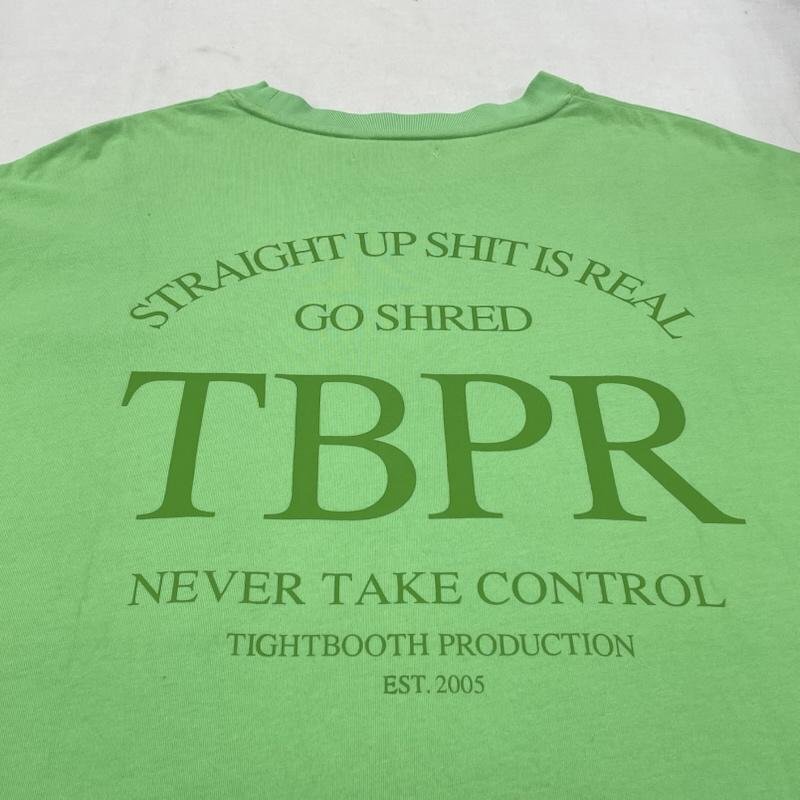 STRAIGHT UP SHIT IS REAL
GO SHRED
TBPR
NEVER TAKE CONTROL
TIGHTBOOTH PRODUCTION
EST. 2005